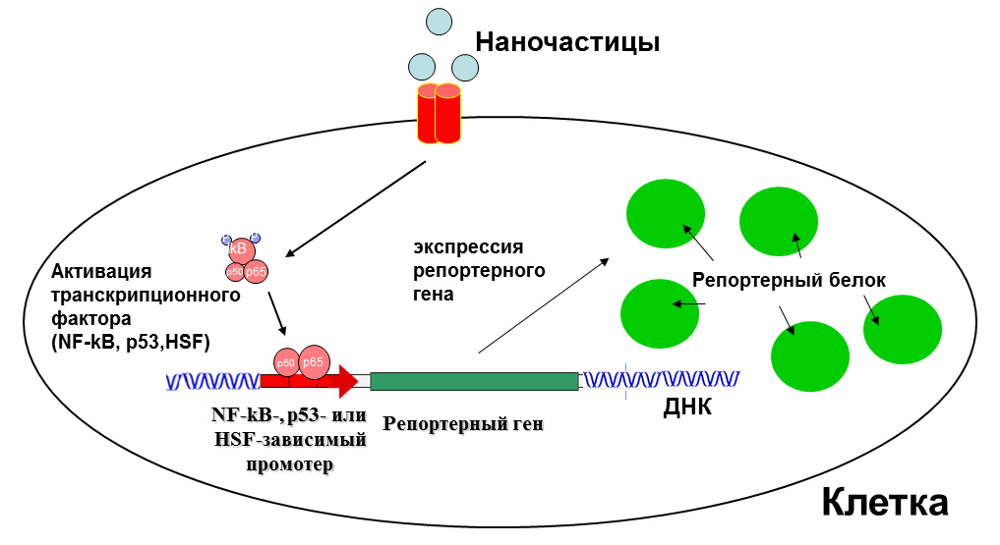 Наночастицы
P
P
kB
p50 p65
Активация
транскрипционного
фактора
(NF-kB, p53,HSF)
экспрессия
репортерного
гена
Репортерный белок
p50 p65
NF-kB-, p53- или
HSF-зависимый
промотер
Репортерный ген
ДНК
Клетка